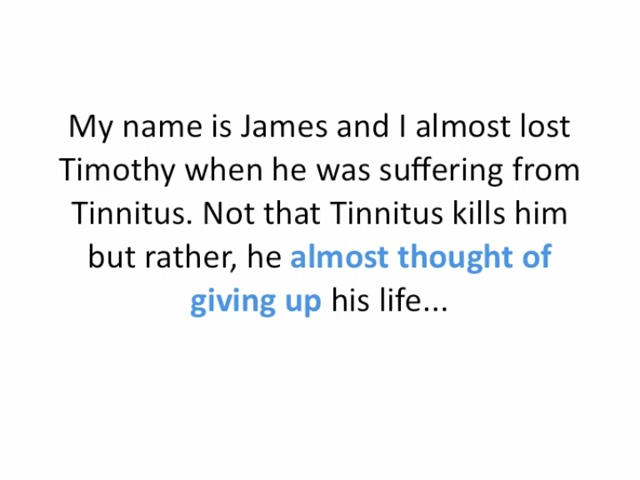 My name is James and I almost lost
Timothy when he was suffering from
Tinnitus. Not that Tinnitus kills him
but rather, he almost thought of
giving up his life...